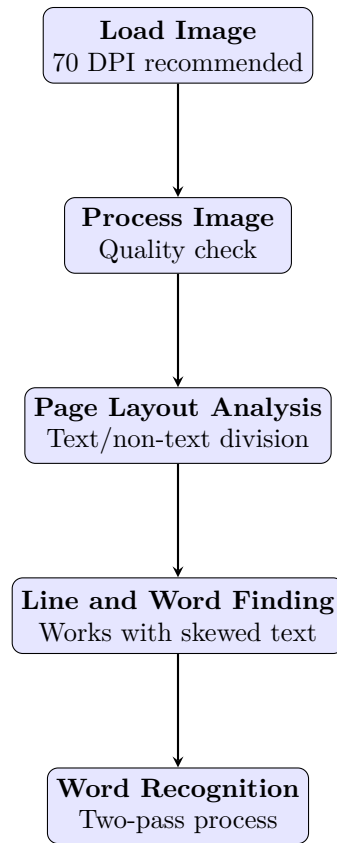 Load Image
70 DPI recommended
Process Image
Quality check
Page Layout Analysis
Text/non-text division
Line and Word Finding
Works with skewed text
Word Recognition
Two-pass process